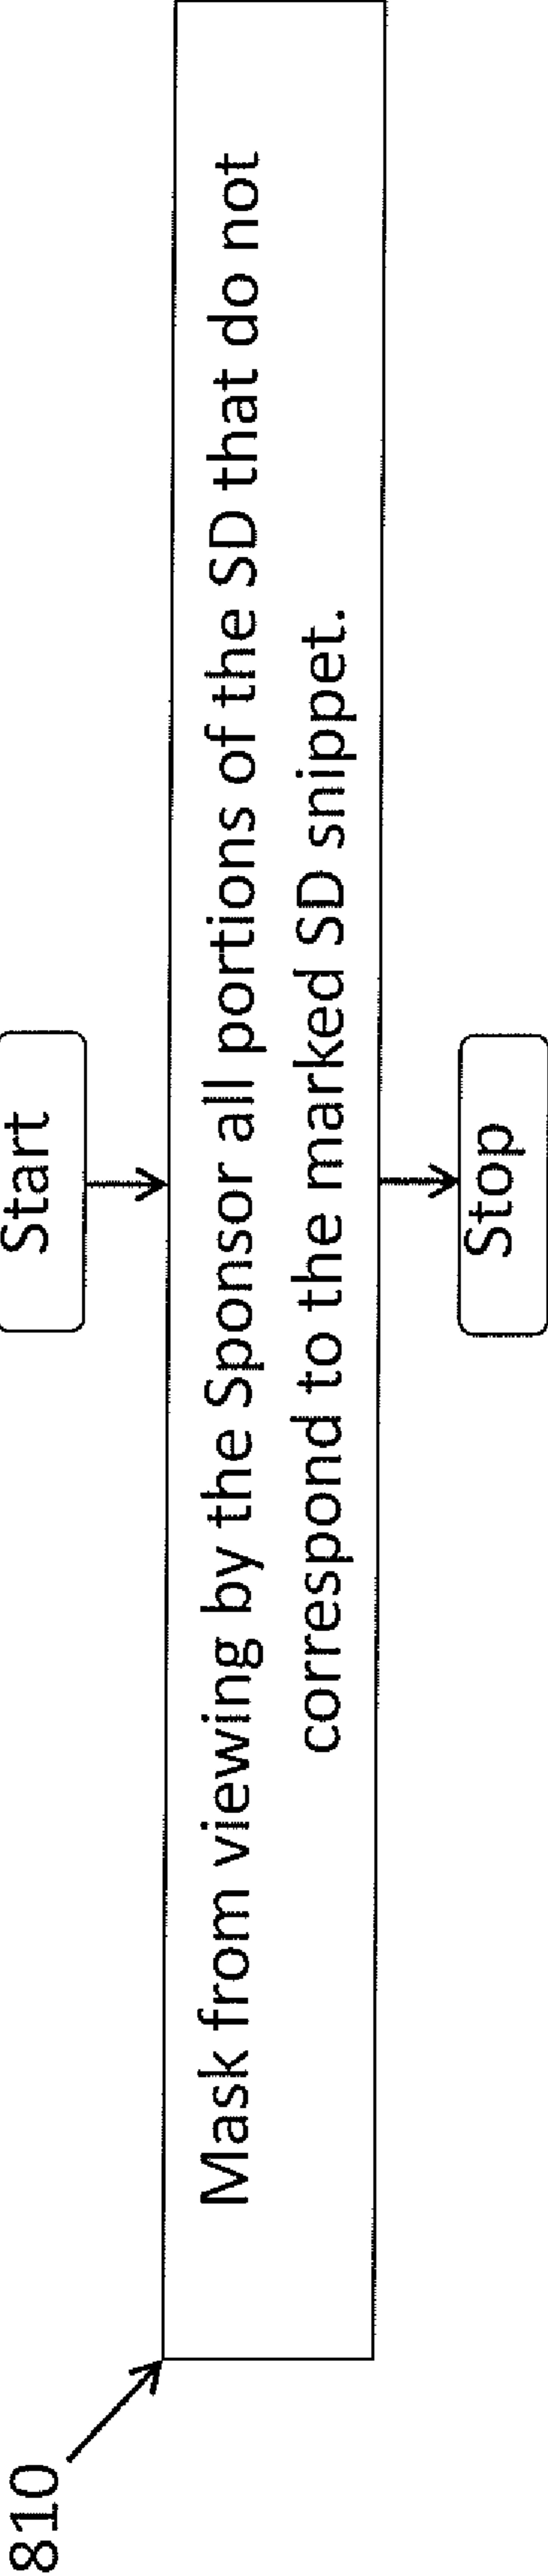 Start
810
Mask from viewing by the Sponsor all portions of the SD that do not
correspond to the marked SD snippet.
Stop